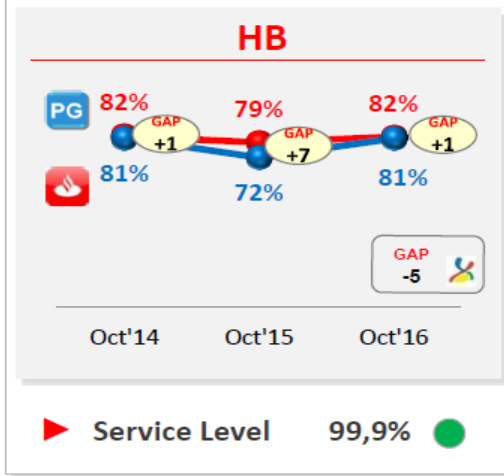 HB
PG
82% 79% 82%
GAP GAP GAP
+1 +7 +1
81% 72% 81%
GAP
-5
Oct'14 Oct'15 Oct'16
Service Level 99,9%